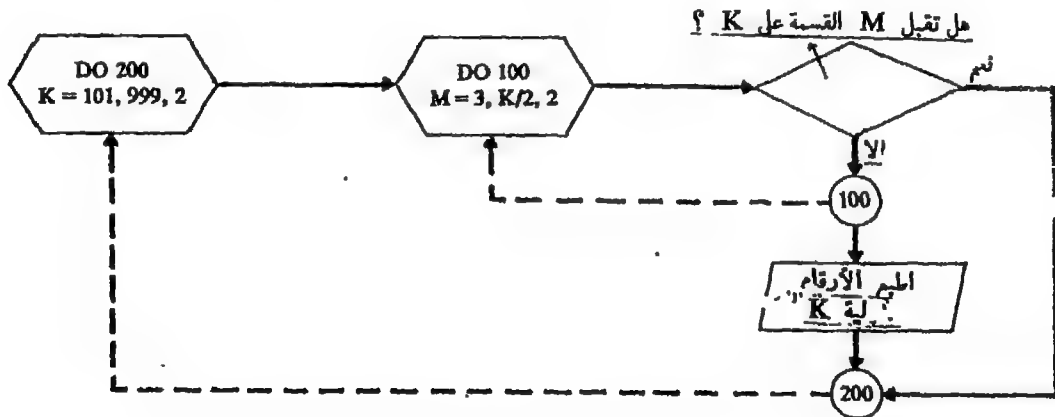 هل تقبل M القسمة على K ؟
DO 200
K = 101, 999, 2
DO 100
M = 3, K/2, 2
نعم
لا
100
اطبع الأرقام
K
200